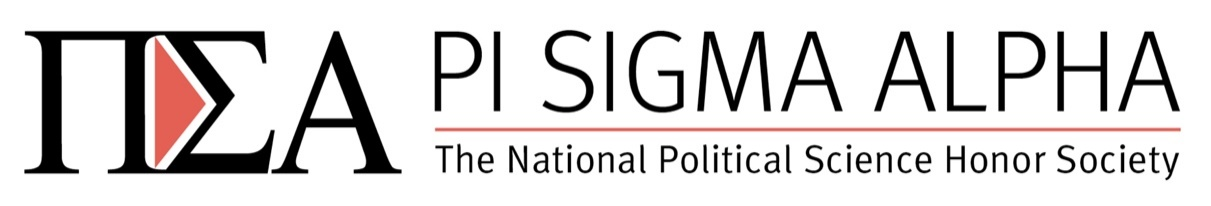 ΠΣΑ
PI SIGMA ALPHA
The National Political Science Honor Society